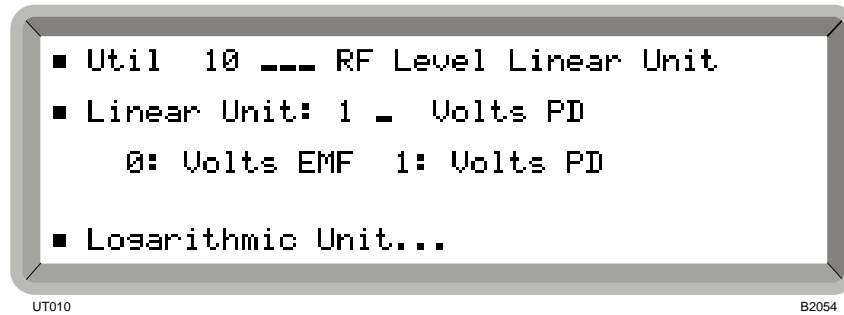 ■ Util 10 ___ RF Level Linear Unit
■ Linear Unit: 1 _ Volts PD
0: Volts EMF 1: Volts PD
■ Logarithmic Unit...
UT010 B2054